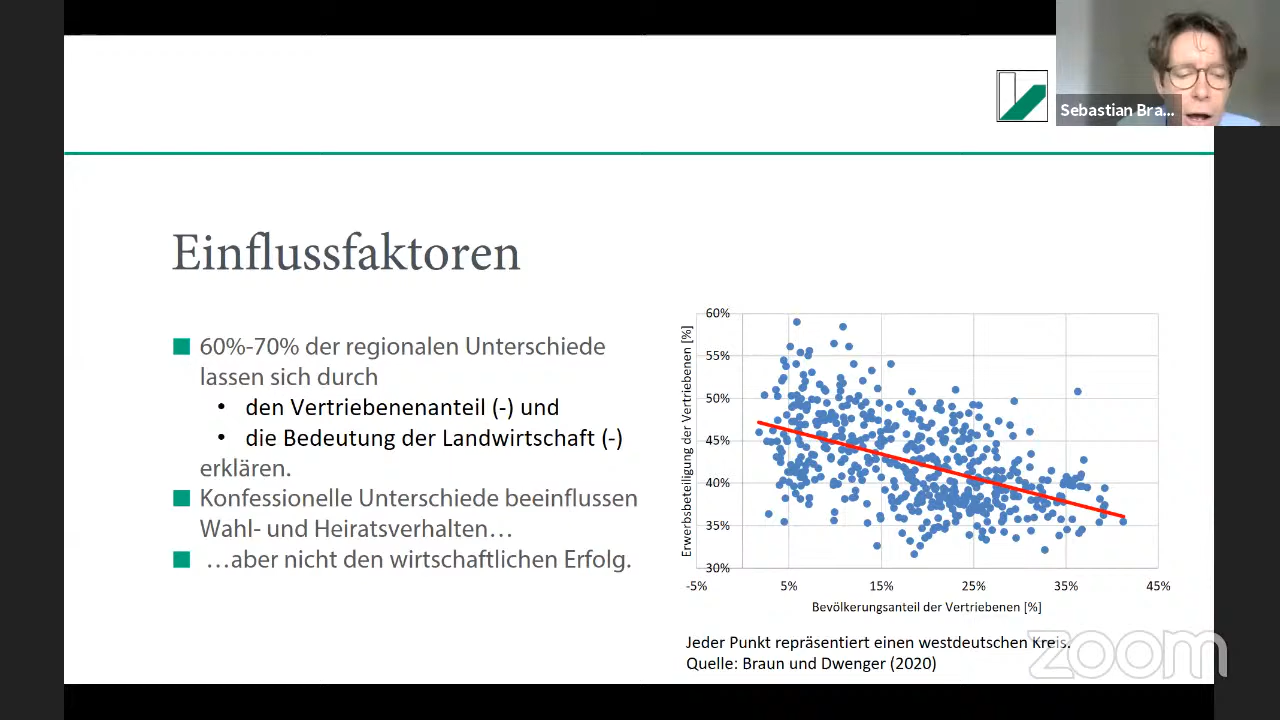 Sebastian Bra...
Einflussfaktoren
60%-70% der regionalen Unterschiede
lassen sich durch
• den Vertriebenenanteil (-) und
• die Bedeutung der Landwirtschaft (-)
erklären.
Konfessionelle Unterschiede beeinflussen
Wahl- und Heiratsverhalten…
…aber nicht den wirtschaftlichen Erfolg.
Erwerbsbeteiligung der Vertriebenen [%]
60%
55%
50%
45%
40%
35%
30%
-5% 5% 15% 25% 35% 45%
Bevölkerungsanteil der Vertriebenen [%]
Jeder Punkt repräsentiert einen westdeutschen Kreis.
Quelle: Braun und Dwenger (2020)
zoom